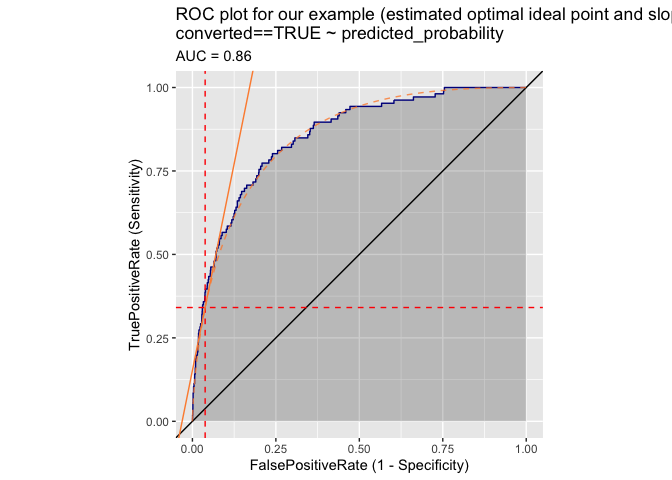 ROC plot for our example (estimated optimal ideal point and
converted==TRUE ~ predicted_probability
AUC = 0.86
TruePositiveRate (Sensitivity)
1.00
0.75
0.50
0.25
0.00
0.00 0.25 0.50 0.75 1.00
FalsePositiveRate (1 - Specificity)